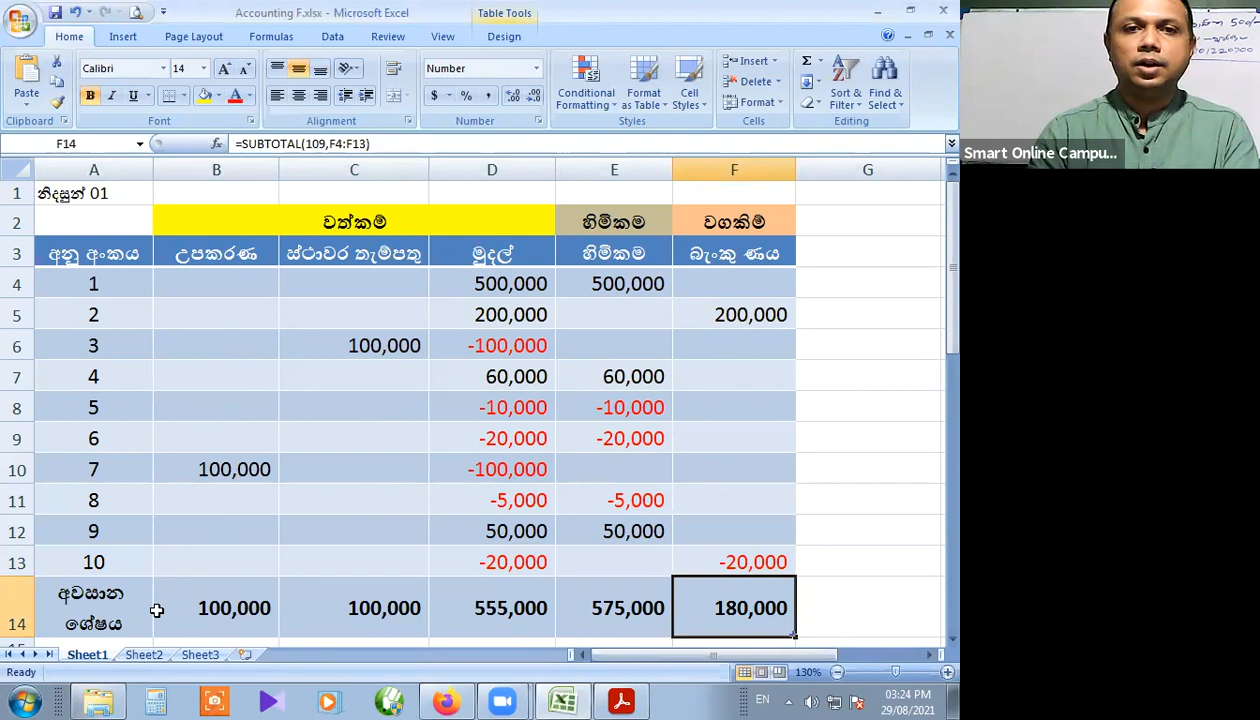 Accounting F.xlsx - Microsoft Excel
Table Tools
Home Insert Page Layout Formulas Data Review View Design
Paste
Clipboard
Calibri 14
B I U
Font
Alignment
Number
$ % ,
Number
Conditional Formatting
Format as Table
Cell Styles
Styles
Insert
Delete
Format
Cells
Sort & Filter
Find & Select
Editing
F14 fx =SUBTOTAL(109,F4:F13)
A B C D E F G
1 නිදසුන් 01
2 වත්කම් හිමිකම වගකිම්
3 අනු අංකය උපකරණ ස්ථාවර තැම්පතු මුදල් හිමිකම බැංකු ණය
4 1 500,000 500,000
5 2 200,000 200,000
6 3 100,000 -100,000
7 4 60,000 60,000
8 5 -10,000 -10,000
9 6 -20,000 -20,000
10 7 100,000 -100,000
11 8 -5,000 -5,000
12 9 50,000 50,000
13 10 -20,000 -20,000
14 අවසාන ශේෂය 100,000 100,000 555,000 575,000 180,000
Sheet1 Sheet2 Sheet3
Ready 130%
EN 03:24 PM
29/08/2021
Smart Online Campu...
500/-